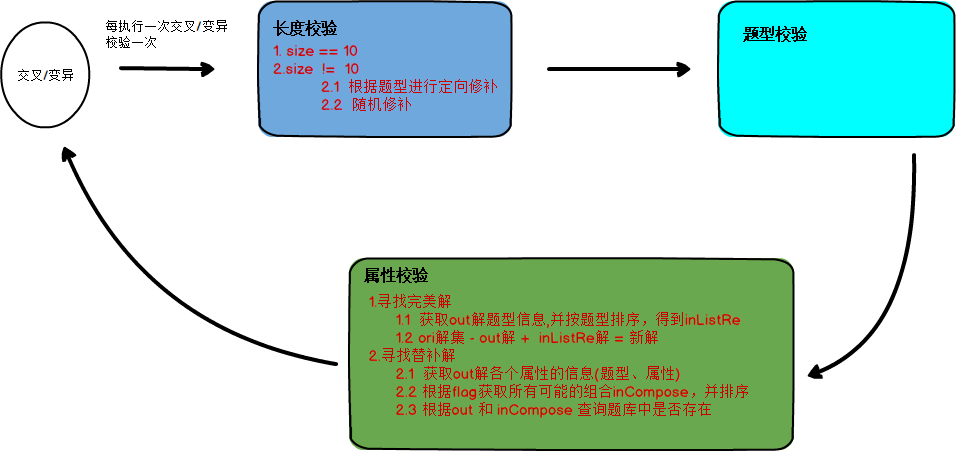 交叉/变异
每执行一次交叉/变异
校验一次
长度校验
1. size == 10
2.size != 10
2.1 根据题型进行定向修补
2.2 随机修补
题型校验
属性校验
1.寻找完美解
1.1 获取out解题型信息,并按题型排序，得到inListRe
1.2 ori解集 - out解 + inListRe解 = 新解
2.寻找替补解
2.1 获取out解各个属性的信息(题型、属性)
2.2 根据flag获取所有可能的组合inCompose，并排序
2.3 根据out 和 inCompose 查询题库中是否存在